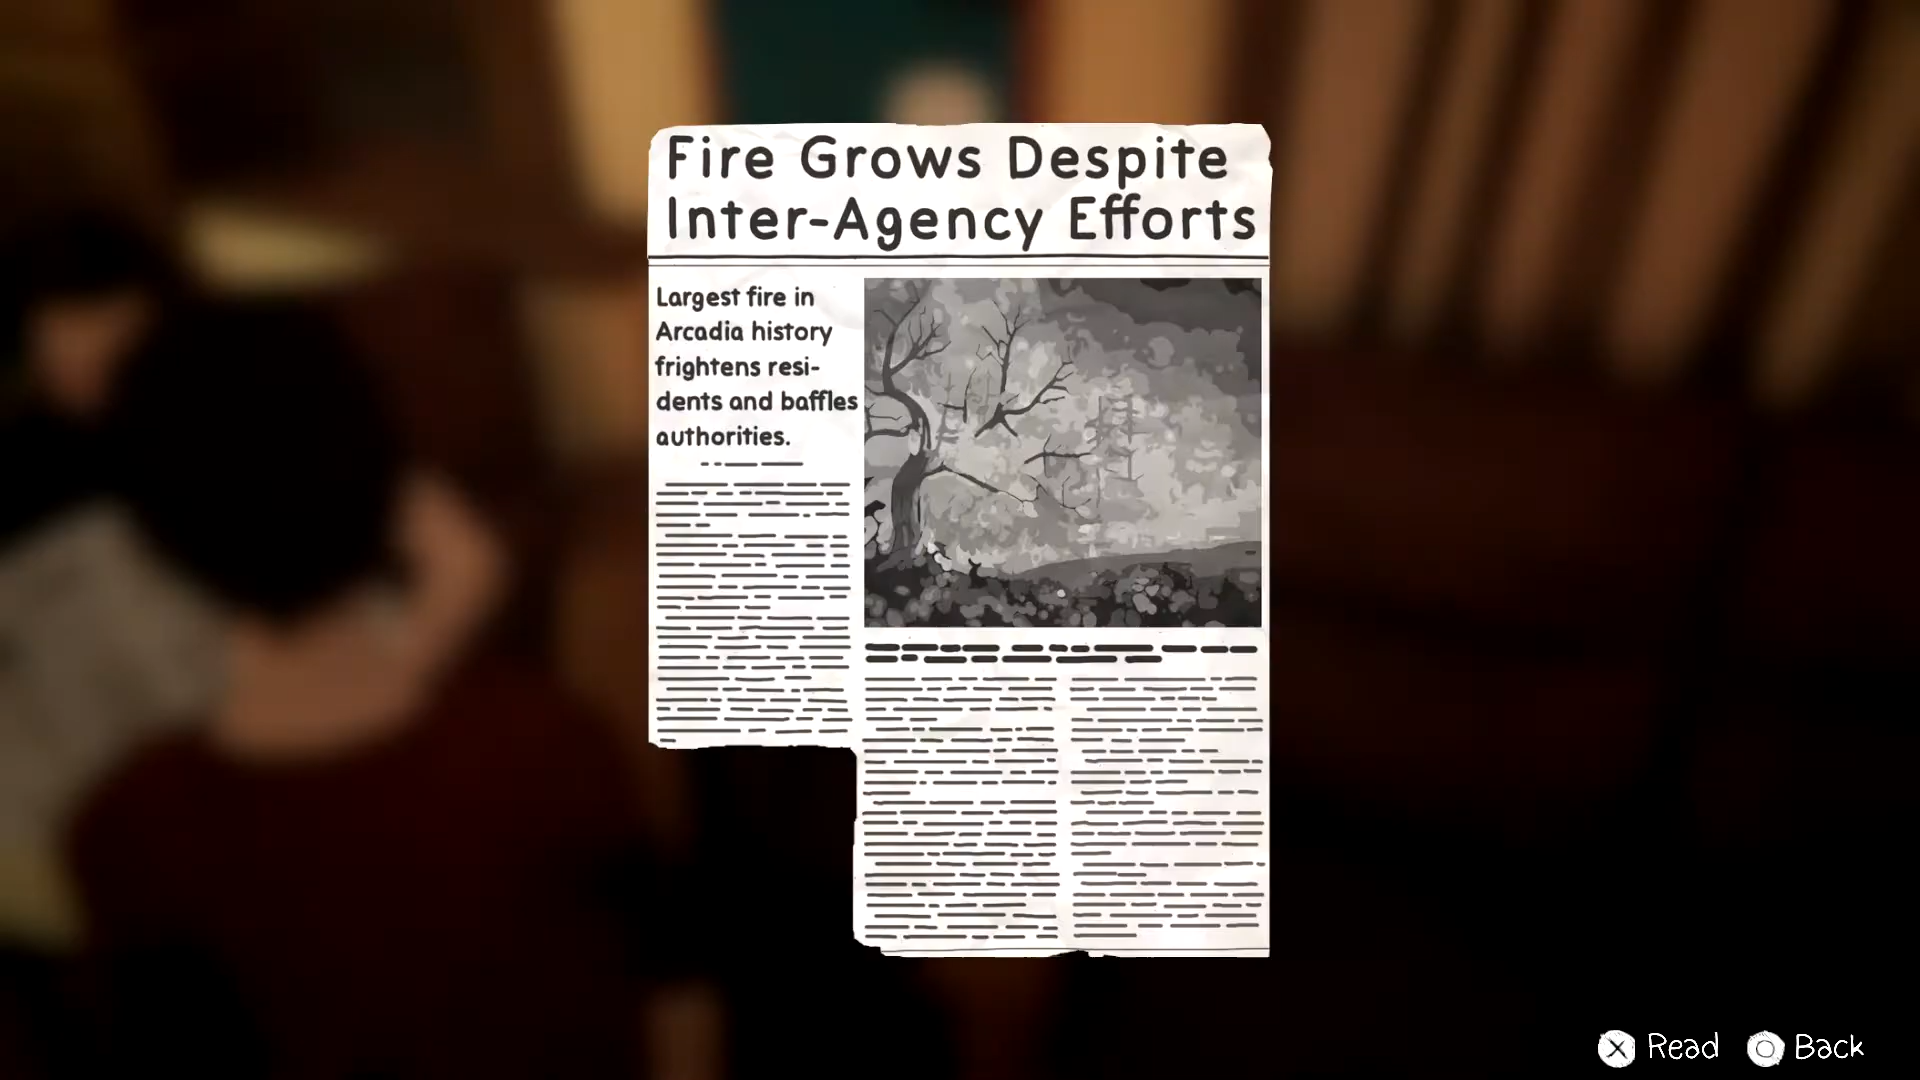 Fire Grows Despite
Inter-Agency Efforts
Largest fire in
Arcadia history
frightens resi-
dents and baffles
authorities.
Read
Back